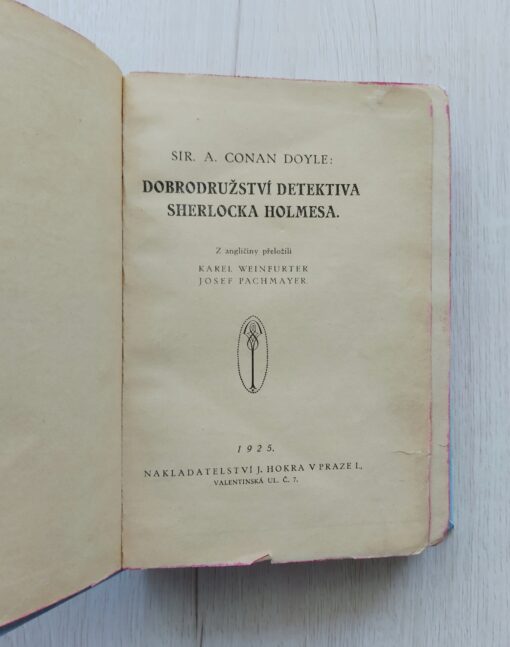 SIR. A. CONAN DOYLE:
DOBRODRUŽSTVÍ DETEKTIVA
SHERLOCKA HOLMESA.
Z angličiny přeložili
KAREL WEINFURTER
JOSEF PACHMAYER
1925.
NAKLADATELSTVÍ J. HOKRA V PRAZE I.,
VALENTINSKÁ UL. Č. 7.